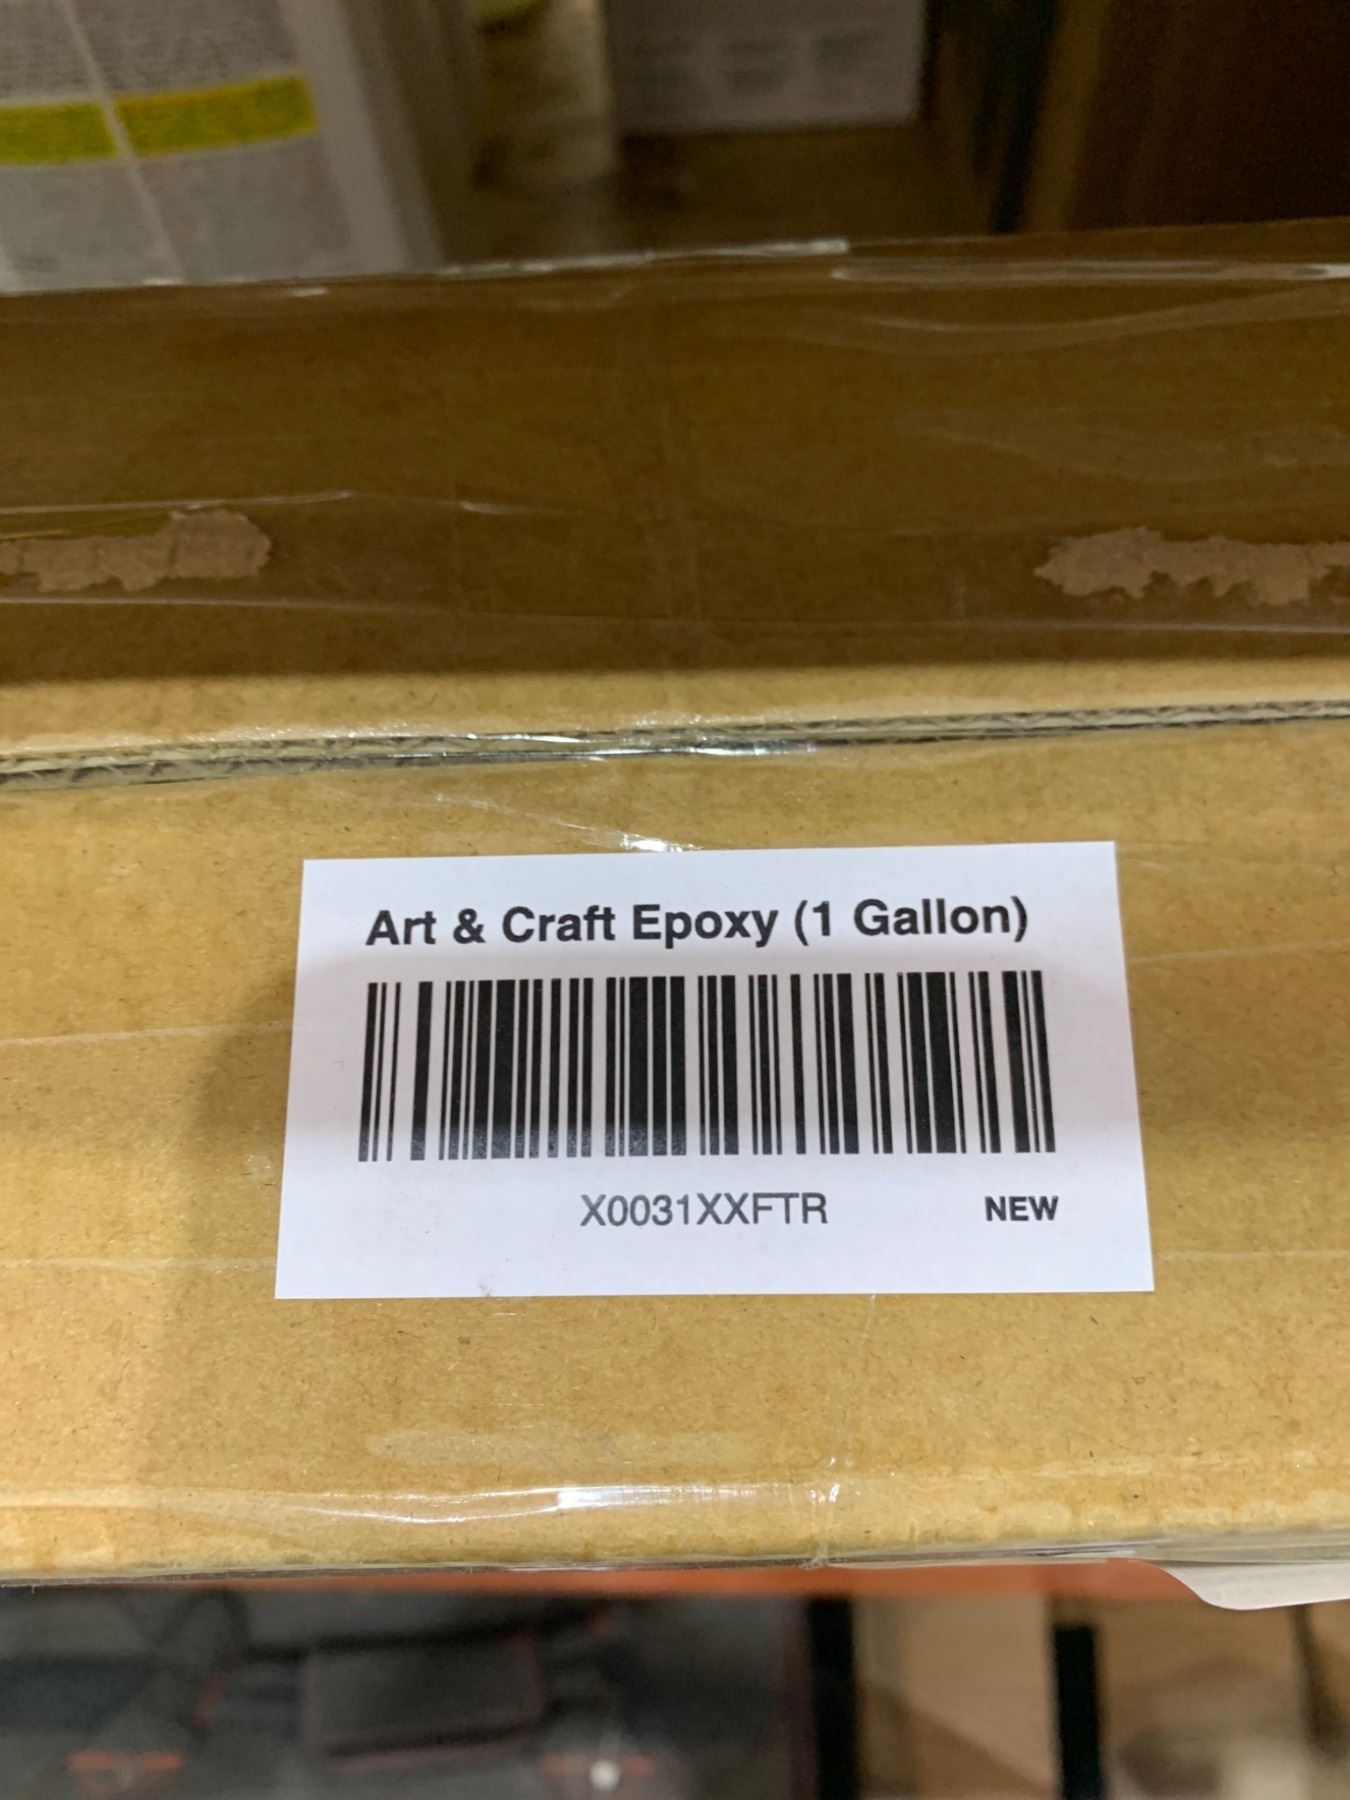 Art & Craft Epoxy (1 Gallon)
X0031XXFTR
NEW